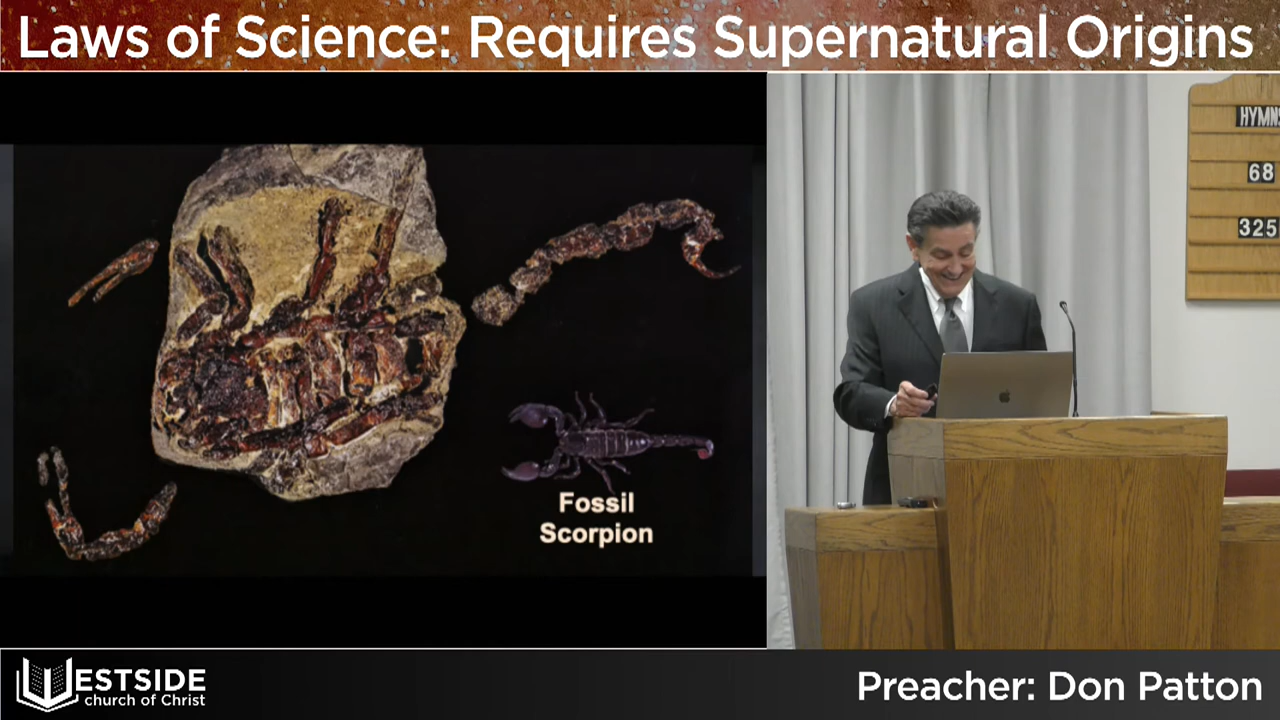 Laws of Science: Requires Supernatural Origins
HYMNS
68
325
Fossil
Scorpion
WESTSIDE
church of Christ
Preacher: Don Patton